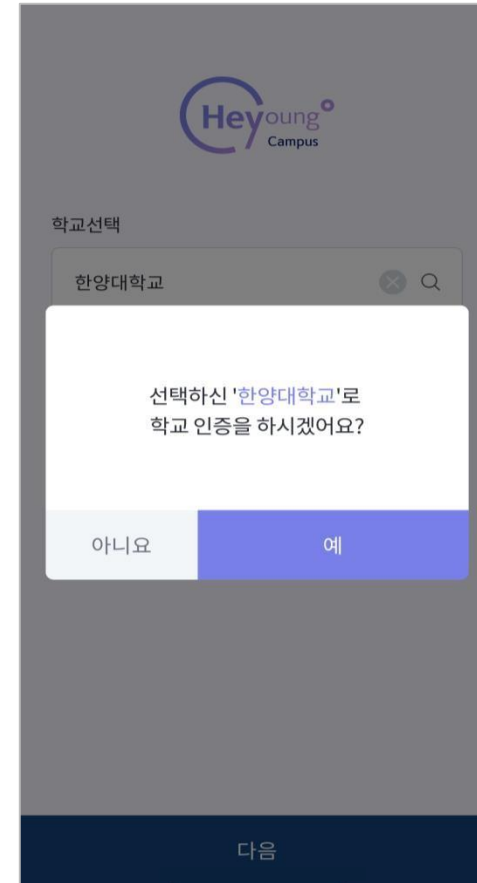 Heyoung
Campus
학교선택
한양대학교
선택하신 '한양대학교'로
학교 인증을 하시겠어요?
아니요
예
다음